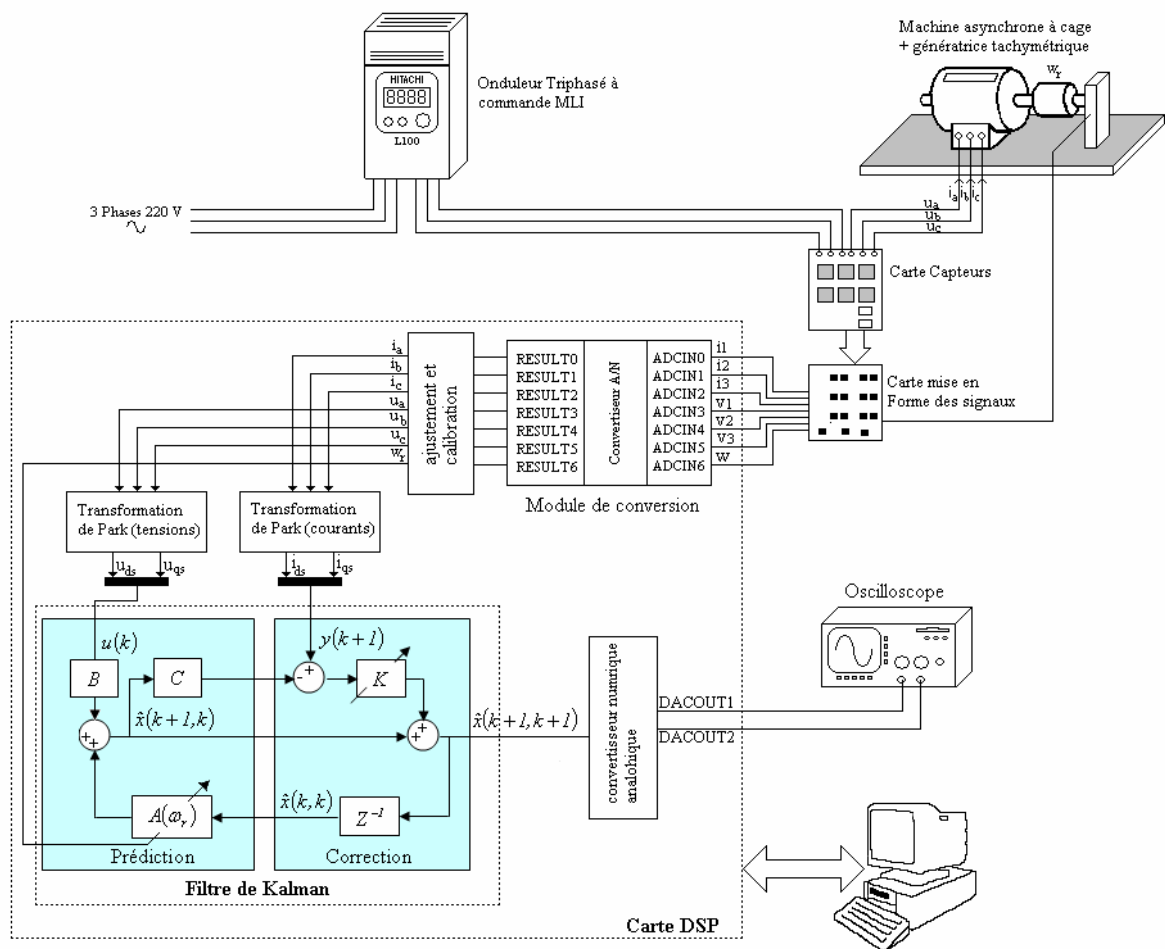 Machine asynchrone à cage
+ génératrice tachymétrique
w_r
HITACHI
8888
L100
Onduleur Triphasé à
commande MLI
3 Phases 220 V
i_a i_b i_c
u_a
u_b
u_c
Carte Capteurs
Carte mise en
Forme des signaux
i_a
i_b
i_c
u_a
u_b
u_c
w_r
ajustement et
calibration
RESULT0
RESULT1
RESULT2
RESULT3
RESULT4
RESULT5
RESULT6
Convertiseur A/N
ADCIN0
ADCIN1
ADCIN2
ADCIN3
ADCIN4
ADCIN5
ADCIN6
i1
i2
i3
v1
v2
v3
w
Module de conversion
Transformation
de Park (tensions)
Transformation
de Park (courants)
u_ds
u_qs
i_ds
i_qs
u(k)
B
C
x̂(k+1,k)
+
+
A(ω_r)
Prédiction
y(k+1)
-
+
K
+
+
x̂(k,k)
Z⁻¹
Correction
x̂(k+1,k+1)
Filtre de Kalman
convertisseur numrique
analohique
DACOUT1
DACOUT2
Oscilloscope
Carte DSP